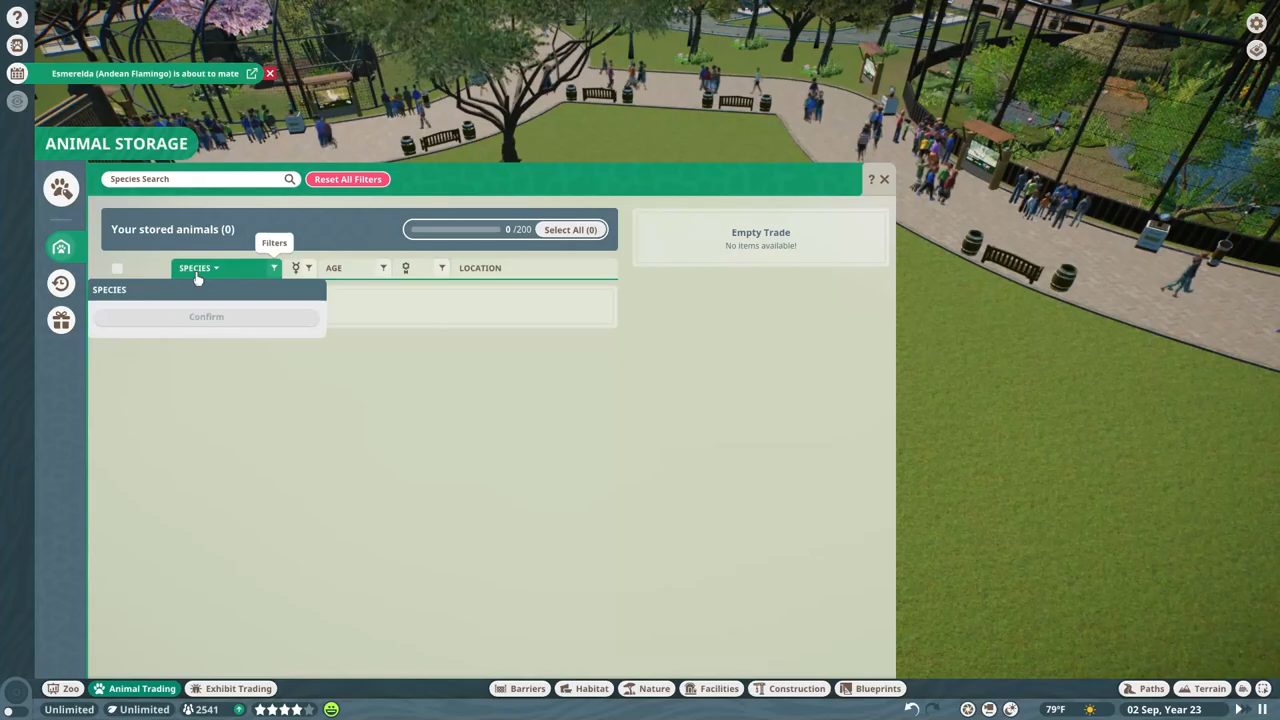 ?
Esmerelda (Andean Flamingo) is about to mate
ANIMAL STORAGE
Species Search
Reset All Filters
?
Your stored animals (0)
0 /200
Select All (0)
Empty Trade
No items available!
Filters
SPECIES
AGE
LOCATION
SPECIES
Confirm
Zoo
Animal Trading
Exhibit Trading
Barriers
Habitat
Nature
Facilities
Construction
Blueprints
Paths
Terrain
Unlimited
Unlimited
2541
79°F
02 Sep, Year 23